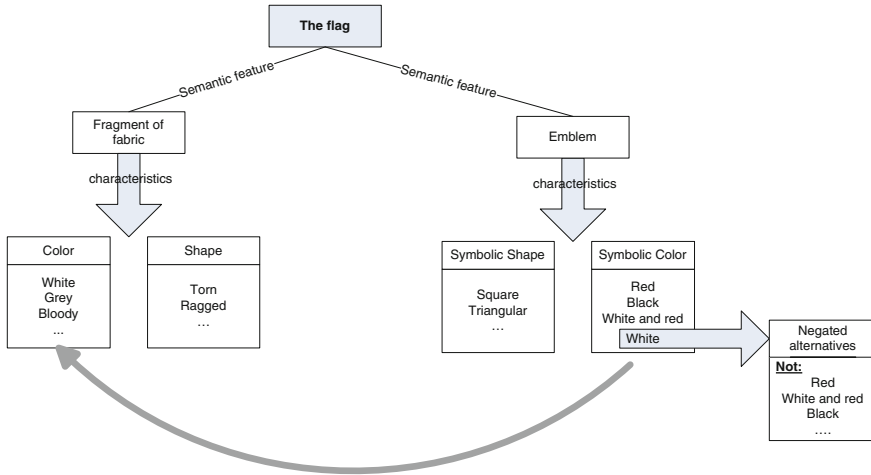 The flag
Semantic feature
Semantic feature
Fragment of
fabric
Emblem
characteristics
characteristics
Color
White
Grey
Bloody
...
Shape
Torn
Ragged
...
Symbolic Shape
Square
Triangular
...
Symbolic Color
Red
Black
White and red
White
Negated
alternatives
Not:
Red
White and red
Black
....